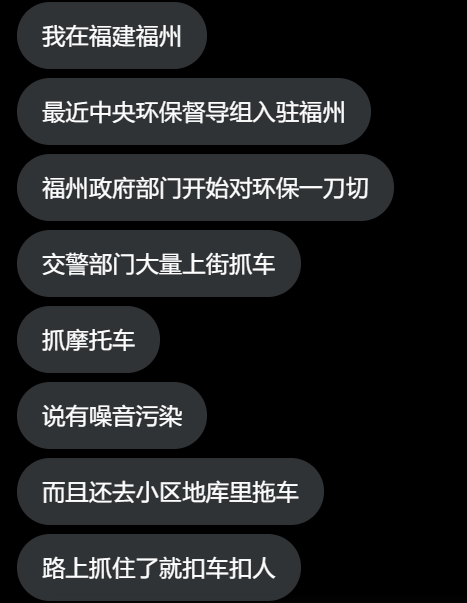 我在福建福州
最近中央环保督导组入驻福州
福州政府部门开始对环保一刀切
交警部门大量上街抓车
抓摩托车
说有噪音污染
而且还去小区地库里拖车
路上抓住了就扣车扣人